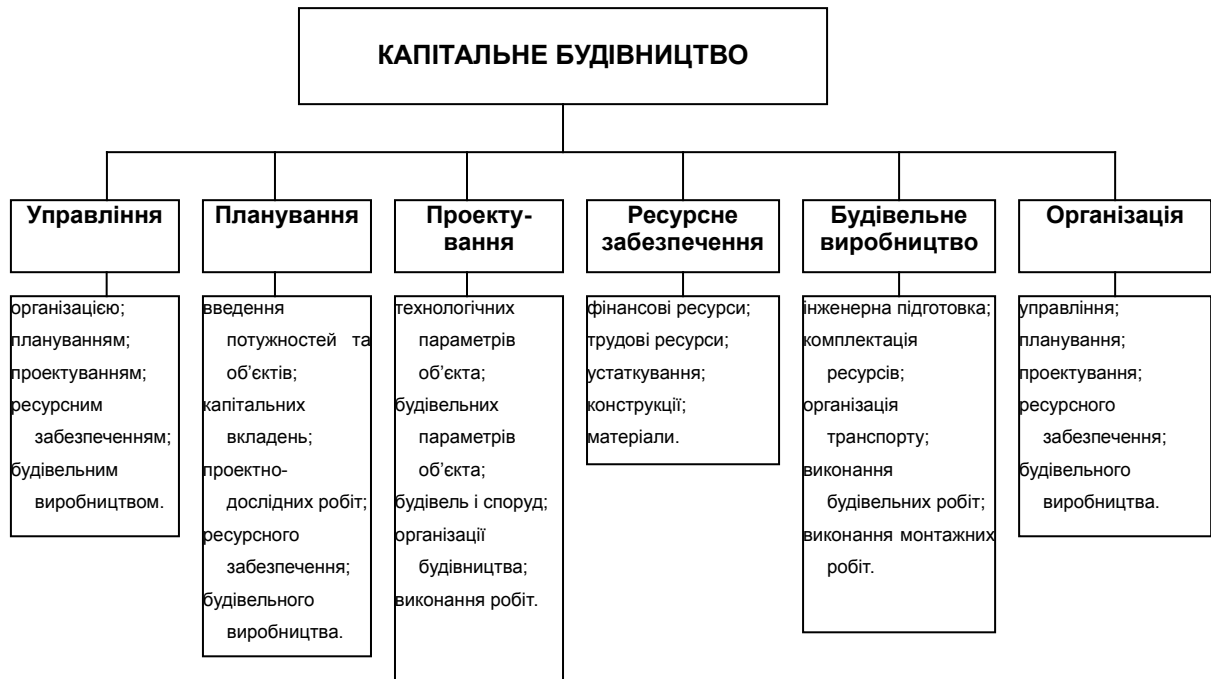 КАПІТАЛЬНЕ БУДІВНИЦТВО
Управління
організацією;
плануванням;
проектуванням;
ресурсним
забезпеченням;
будівельним
виробництвом.
Планування
введення
потужностей та
об’єктів;
капітальних
вкладень;
проектно-
дослідних робіт;
ресурсного
забезпечення;
будівельного
виробництва.
Проекту-
вання
технологічних
параметрів
об’єкта;
будівельних
параметрів
об’єкта;
будівель і споруд;
організації
будівництва;
виконання робіт.
Ресурсне
забезпечення
фінансові ресурси;
трудові ресурси;
устаткування;
конструкції;
матеріали.
Будівельне
виробництво
інженерна підготовка;
комплектація
ресурсів;
організація
транспорту;
виконання
будівельних робіт;
виконання монтажних
робіт.
Організація
управління;
планування;
проектування;
ресурсного
забезпечення;
будівельного
виробництва.